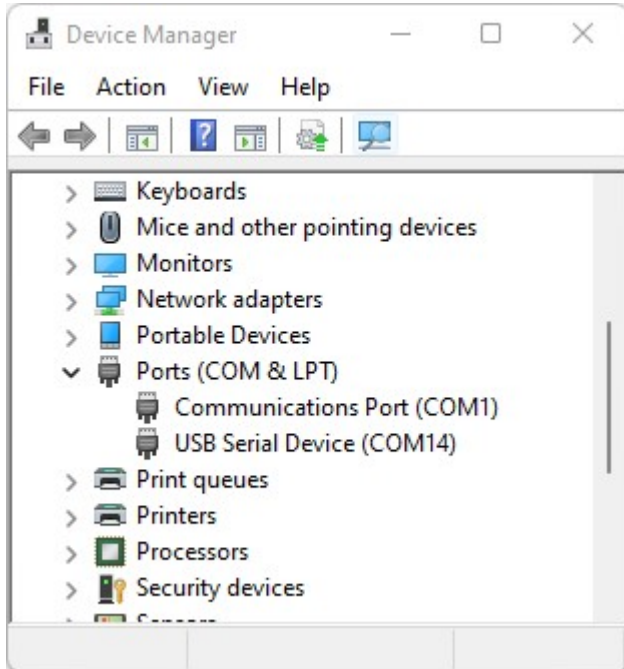 Device Manager
File Action View Help
Keyboards
Mice and other pointing devices
Monitors
Network adapters
Portable Devices
Ports (COM & LPT)
Communications Port (COM1)
USB Serial Device (COM14)
Print queues
Printers
Processors
Security devices